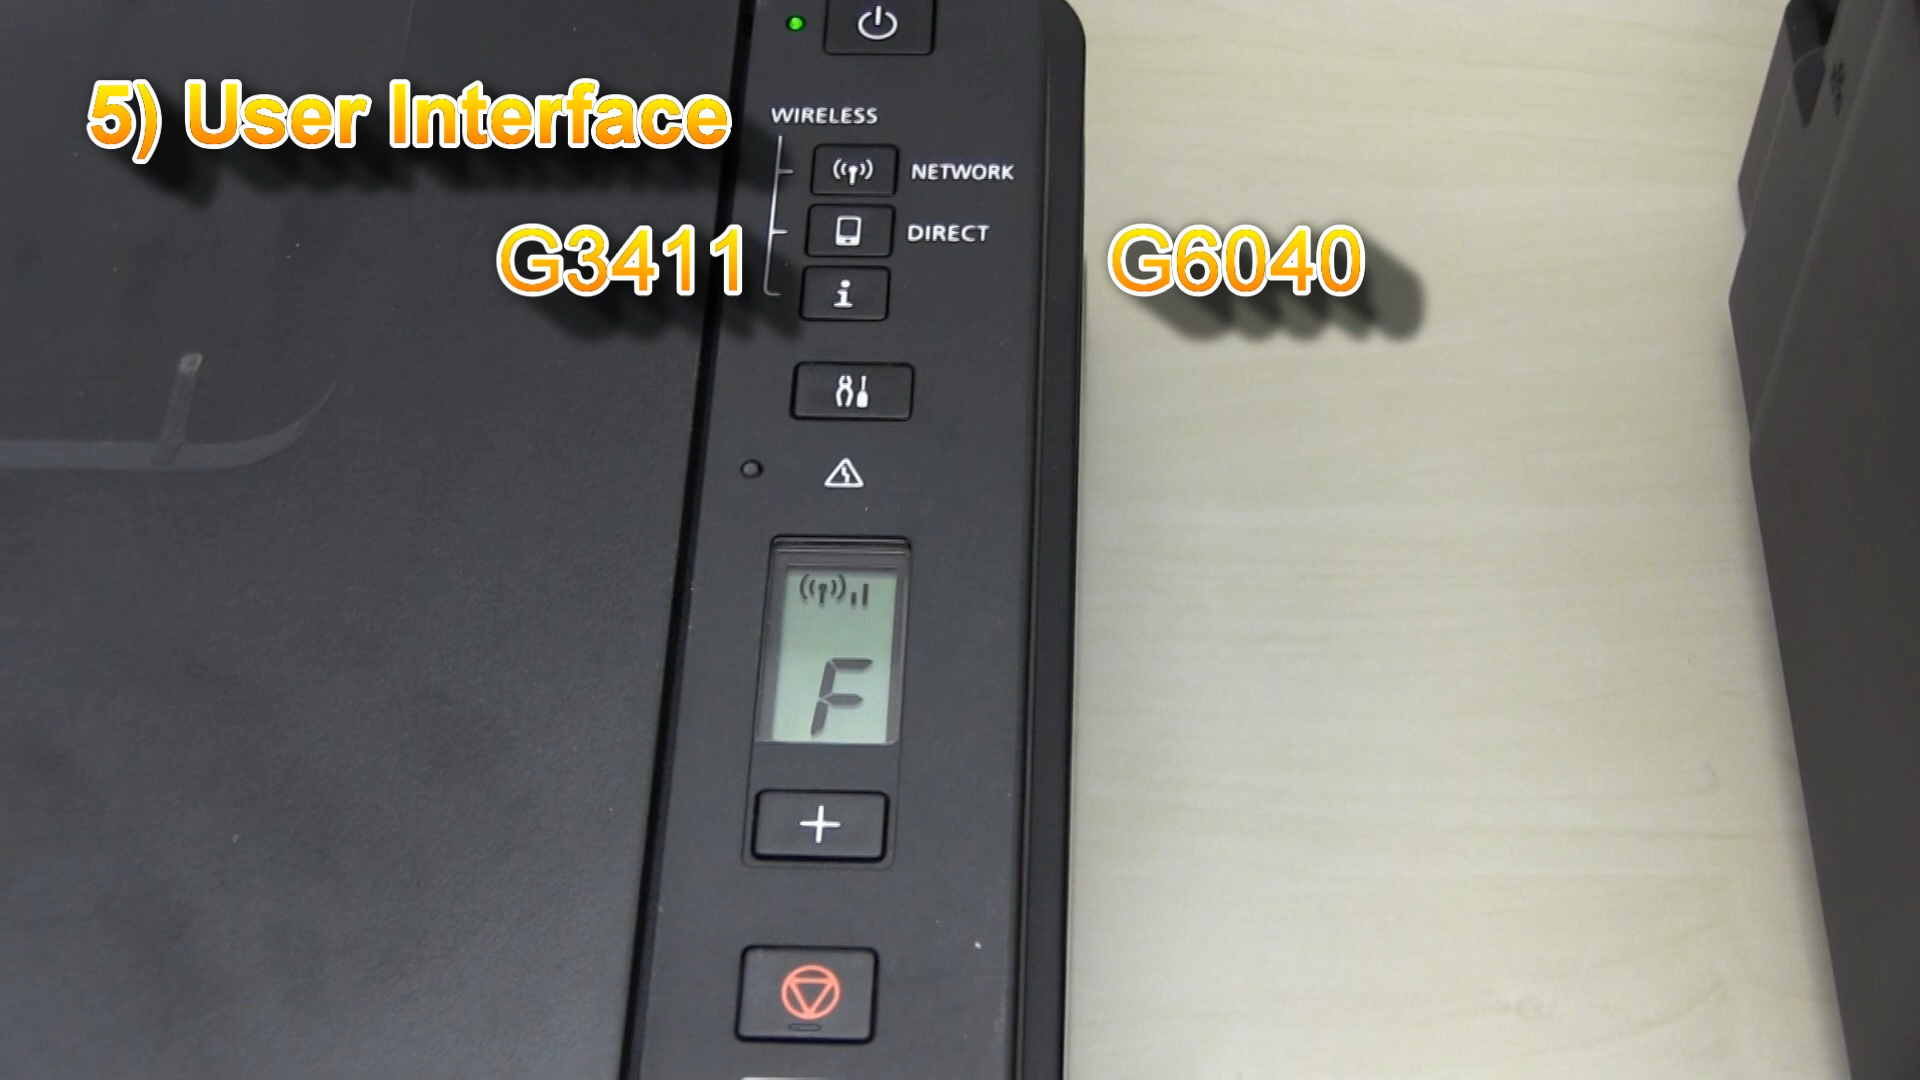 5) User Interface
WIRELESS
NETWORK
G3411
DIRECT
G6040
i
F
+